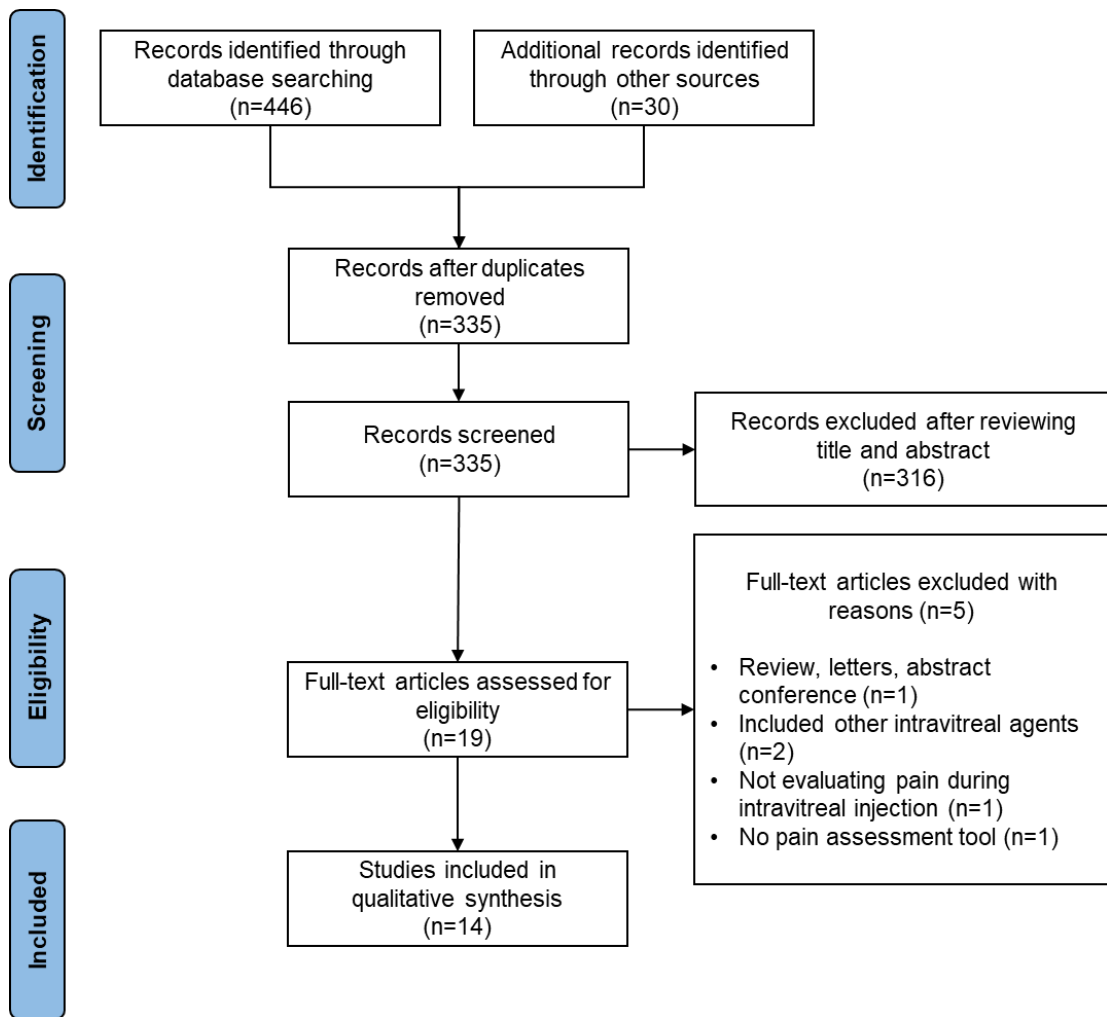 Identification
Records identified through
database searching
(n=446)
Additional records identified
through other sources
(n=30)
Screening
Records after duplicates
removed
(n=335)
Records screened
(n=335)
Records excluded after reviewing
title and abstract
(n=316)
Eligibility
Full-text articles assessed for
eligibility
(n=19)
Full-text articles excluded with
reasons (n=5)
• Review, letters, abstract
conference (n=1)
• Included other intravitreal agents
(n=2)
• Not evaluating pain during
intravitreal injection (n=1)
• No pain assessment tool (n=1)
Included
Studies included in
qualitative synthesis
(n=14)